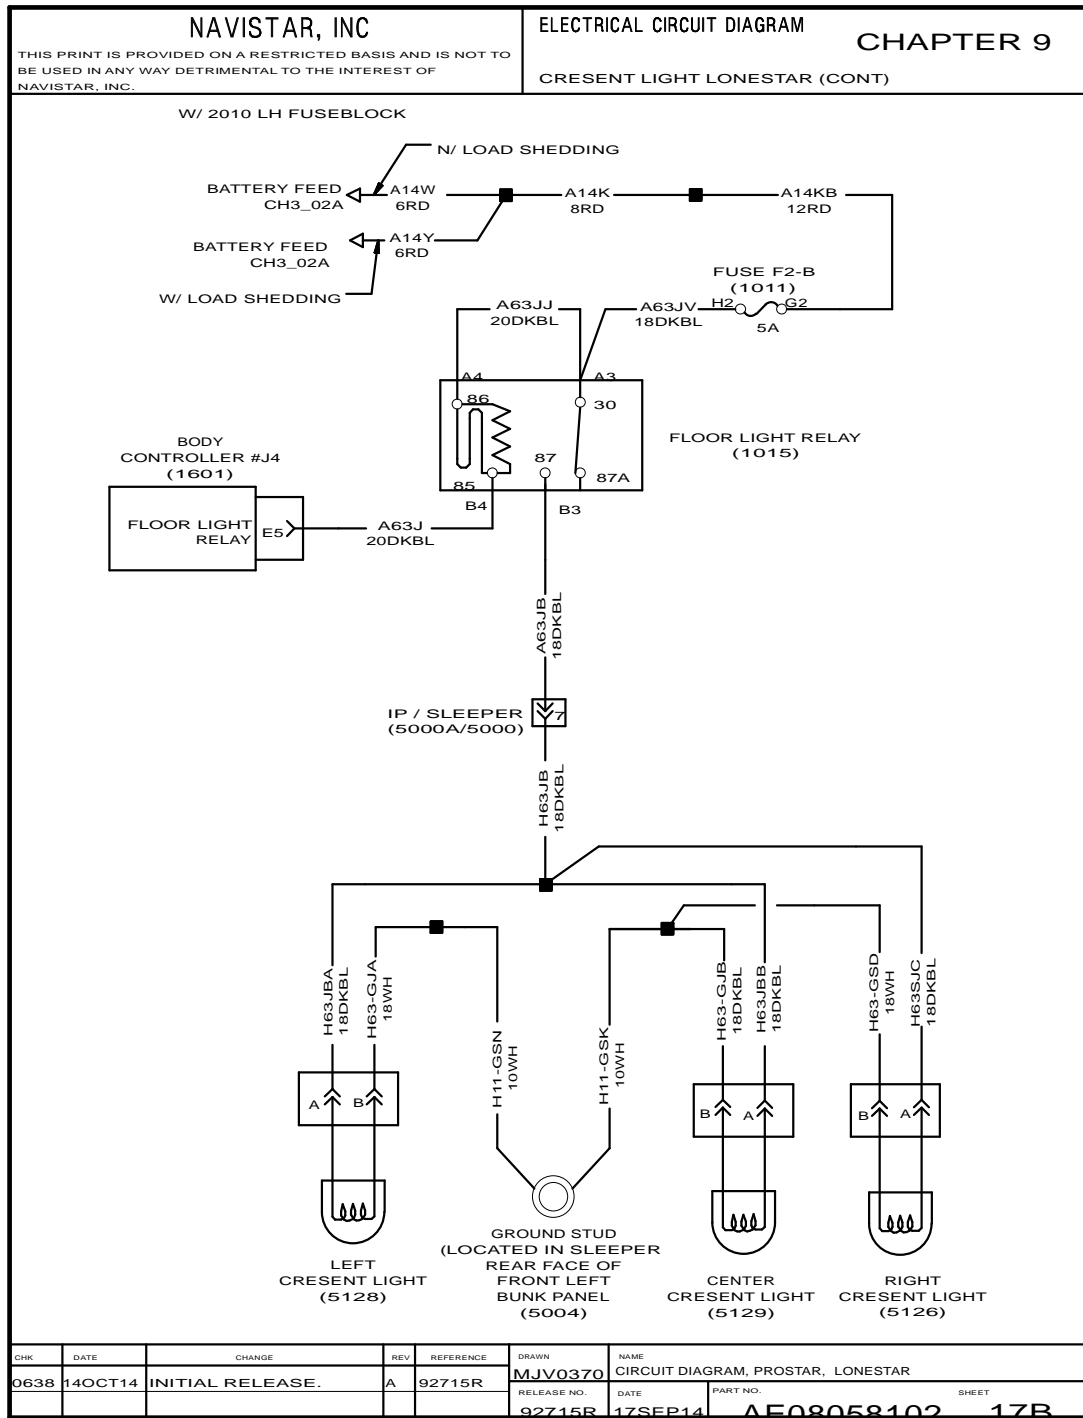 NAVISTAR, INC
THIS PRINT IS PROVIDED ON A RESTRICTED BASIS AND IS NOT TO
BE USED IN ANY WAY DETRIMENTAL TO THE INTEREST OF
NAVISTAR, INC.
ELECTRICAL CIRCUIT DIAGRAM
CHAPTER 9
CRESENT LIGHT LONESTAR (CONT)
W/ 2010 LH FUSEBLOCK
N/ LOAD SHEDDING
BATTERY FEED
CH3_02A
A14W
6RD
A14K
8RD
A14KB
12RD
BATTERY FEED
CH3_02A
A14Y
6RD
W/ LOAD SHEDDING
FUSE F2-B
(1011)
H2
G2
5A
A63JJ
20DKBL
A63JV
18DKBL
A4
A3
86
30
87
87A
85
B4
B3
FLOOR LIGHT RELAY
(1015)
BODY
CONTROLLER #J4
(1601)
FLOOR LIGHT
RELAY
E5
A63J
20DKBL
A63JB
18DKBL
IP / SLEEPER
(5000A/5000)
7
H63JB
18DKBL
H63JBA
18DKBL
H63-GJA
18WH
H11-GSN
10WH
H11-GSK
10WH
H63-GJB
18DKBL
H63JBB
18DKBL
H63-GSD
18WH
H63SJC
18DKBL
A
B
B
A
B
A
LEFT
CRESENT LIGHT
(5128)
GROUND STUD
(LOCATED IN SLEEPER
REAR FACE OF
FRONT LEFT
BUNK PANEL
(5004)
CENTER
CRESENT LIGHT
(5129)
RIGHT
CRESENT LIGHT
(5126)
CHK
DATE
CHANGE
REV
REFERENCE
0638
14OCT14
INITIAL RELEASE.
A
92715R
DRAWN
MJV0370
NAME
CIRCUIT DIAGRAM, PROSTAR, LONESTAR
RELEASE NO.
92715R
DATE
17SEP14
PART NO.
AE08058102
SHEET
17B